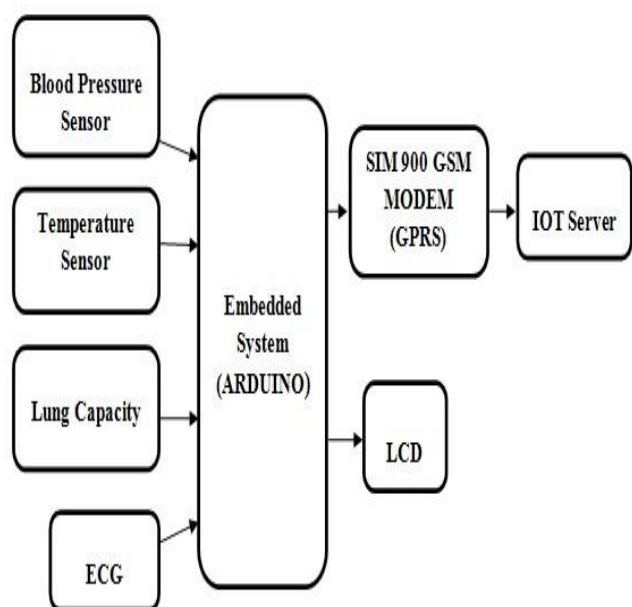 Blood Pressure
Sensor
Temperature
Sensor
Lung Capacity
ECG
Embedded
System
(ARDUINO)
SIM 900 GSM
MODEM
(GPRS)
IOT Server
LCD